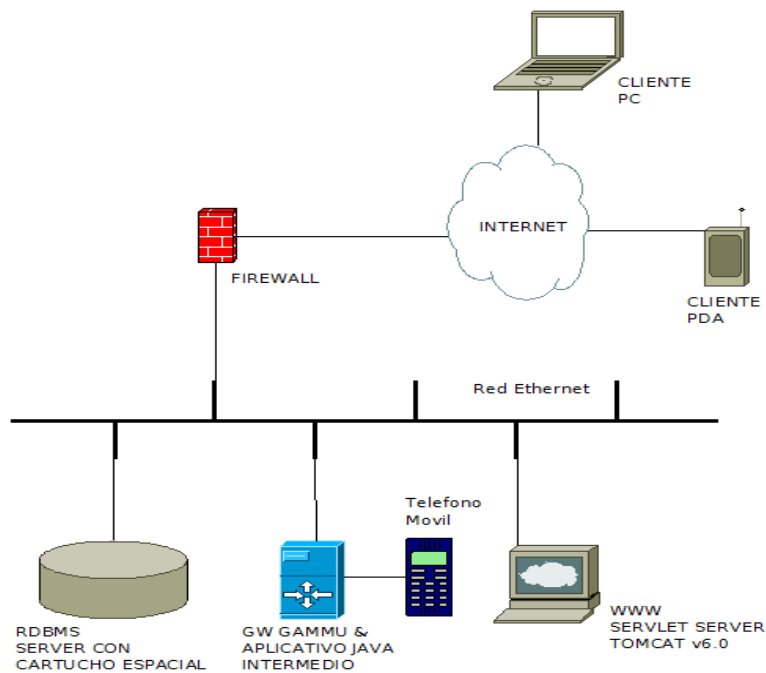 CLIENTE
PC
INTERNET
FIREWALL
CLIENTE
PDA
Red Ethernet
Telefono
Movil
RDBMS
SERVER CON
CARTUCHO ESPACIAL
GW GAMMU &
APLICATIVO JAVA
INTERMEDIO
WWW
SERVLET SERVER
TOMCAT v6.0